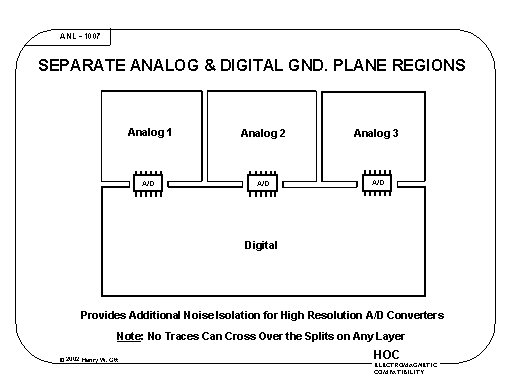 ANL - 1007
SEPARATE ANALOG & DIGITAL GND. PLANE REGIONS
Analog 1 Analog 2 Analog 3
A/D A/D A/D
Digital
Provides Additional Noise Isolation for High Resolution A/D Converters
Note: No Traces Can Cross Over the Splits on Any Layer
© 2002 Henry W. Ott
HOC
ELECTROMAGNETIC
COMPATIBILITY